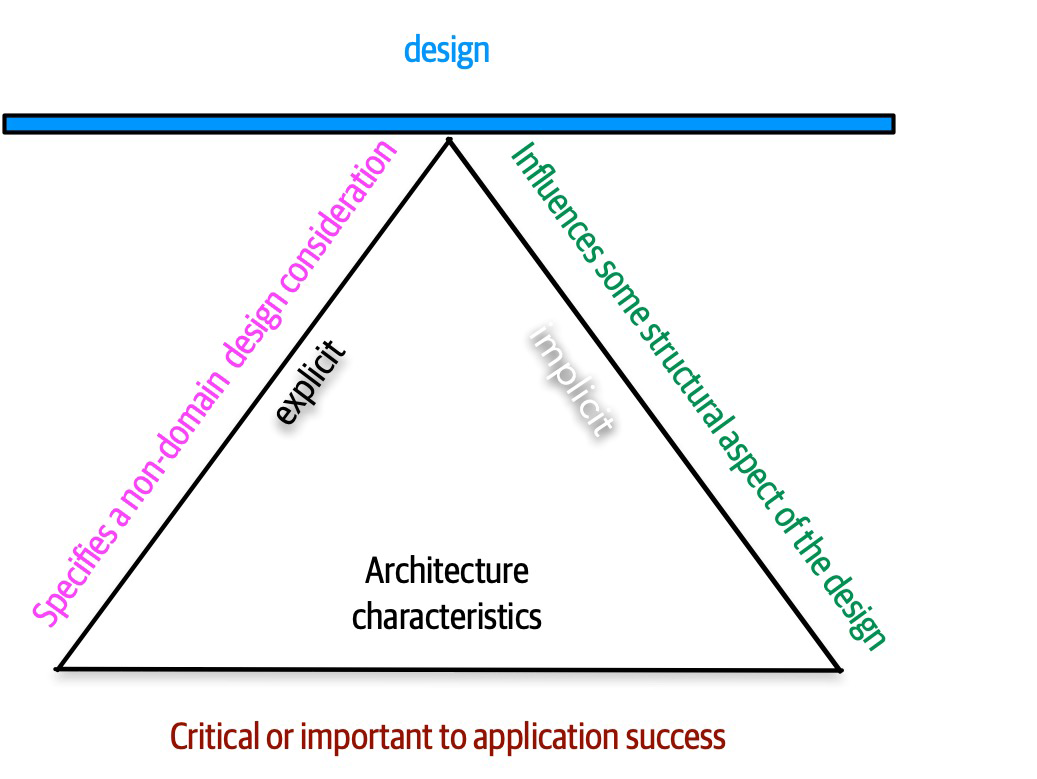 design
Specifies a non-domain design consideration
Influences some structural aspect of the design
explicit
implicit
Architecture
characteristics
Critical or important to application success